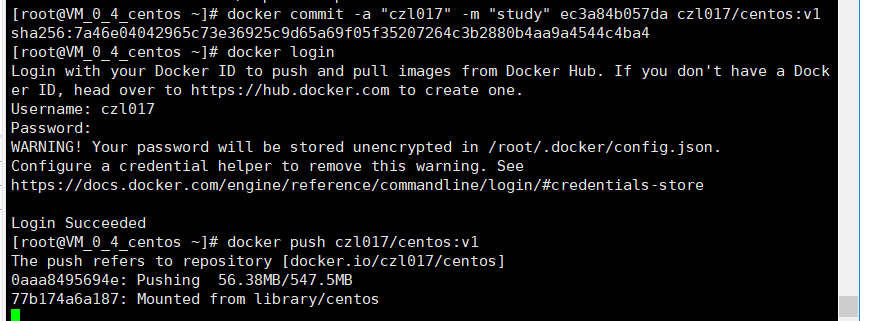 [root@VM_0_4_centos ~]# docker commit -a "czl017" -m "study" ec3a84b057da czl017/centos:v1
sha256:7a46e04042965c73e36925c9d65a69f05f35207264c3b2880b4aa9a4544c4ba4
[root@VM_0_4_centos ~]# docker login
Login with your Docker ID to push and pull images from Docker Hub. If you don't have a Dock
er ID, head over to https://hub.docker.com to create one.
Username: czl017
Password:
WARNING! Your password will be stored unencrypted in /root/.docker/config.json.
Configure a credential helper to remove this warning. See
https://docs.docker.com/engine/reference/commandline/login/#credentials-store
Login Succeeded
[root@VM_0_4_centos ~]# docker push czl017/centos:v1
The push refers to repository [docker.io/czl017/centos]
0aaa8495694e: Pushing  56.38MB/547.5MB
77b174a6a187: Mounted from library/centos